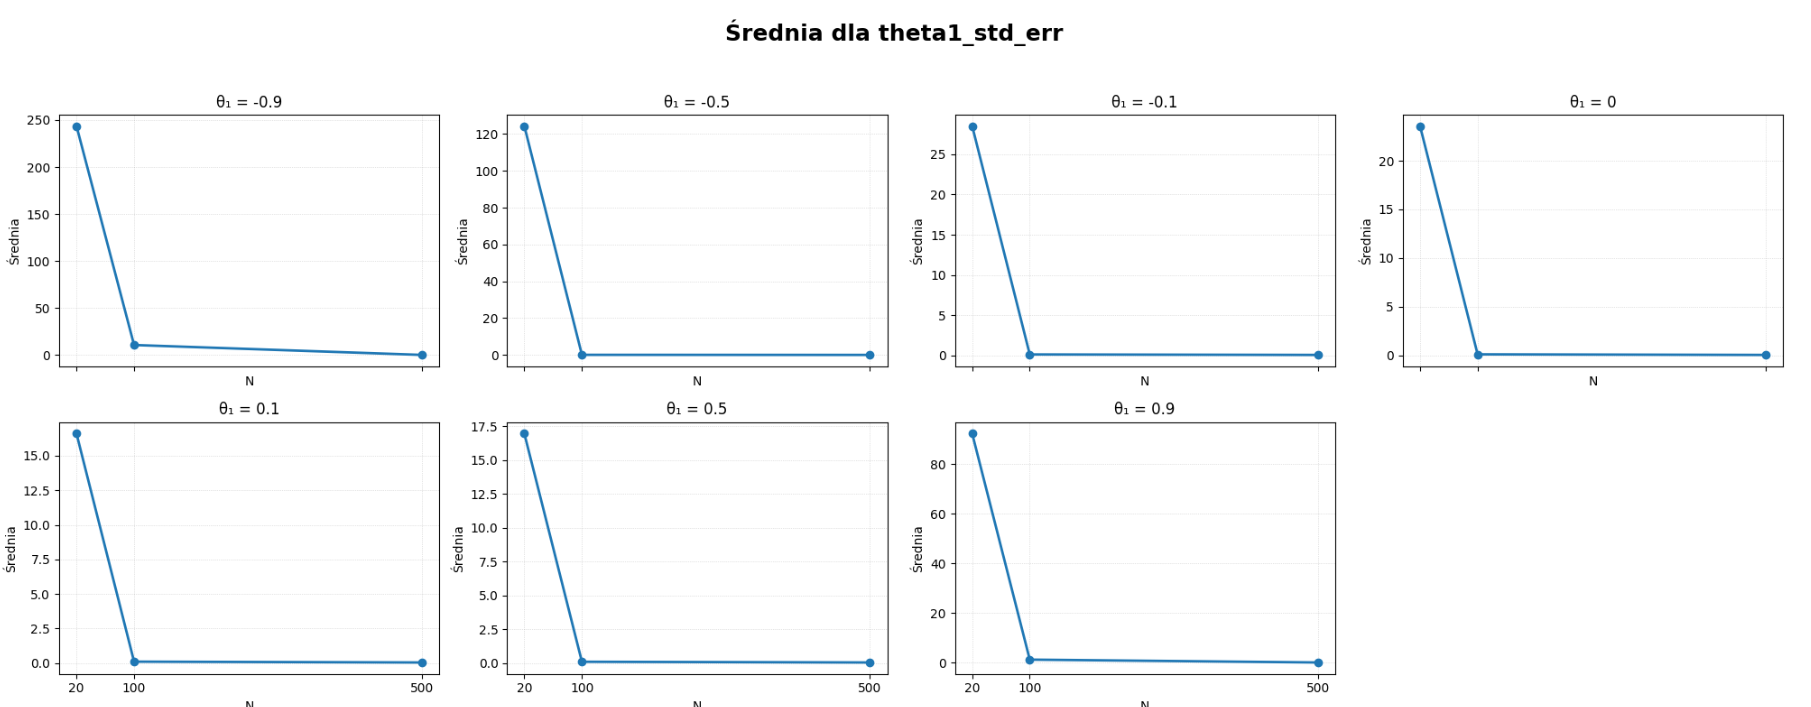 Średnia dla theta1_std_err
θ₁ = -0.9
250
200
150
100
50
0
Średnia
N
θ₁ = -0.5
120
100
80
60
40
20
0
Średnia
N
θ₁ = -0.1
25
20
15
10
5
0
Średnia
N
θ₁ = 0
20
15
10
5
0
Średnia
N
θ₁ = 0.1
15.0
12.5
10.0
7.5
5.0
2.5
0.0
Średnia
20 100 500
N
θ₁ = 0.5
17.5
15.0
12.5
10.0
7.5
5.0
2.5
0.0
Średnia
20 100 500
θ₁ = 0.9
80
60
40
20
0
Średnia
20 100 500
N